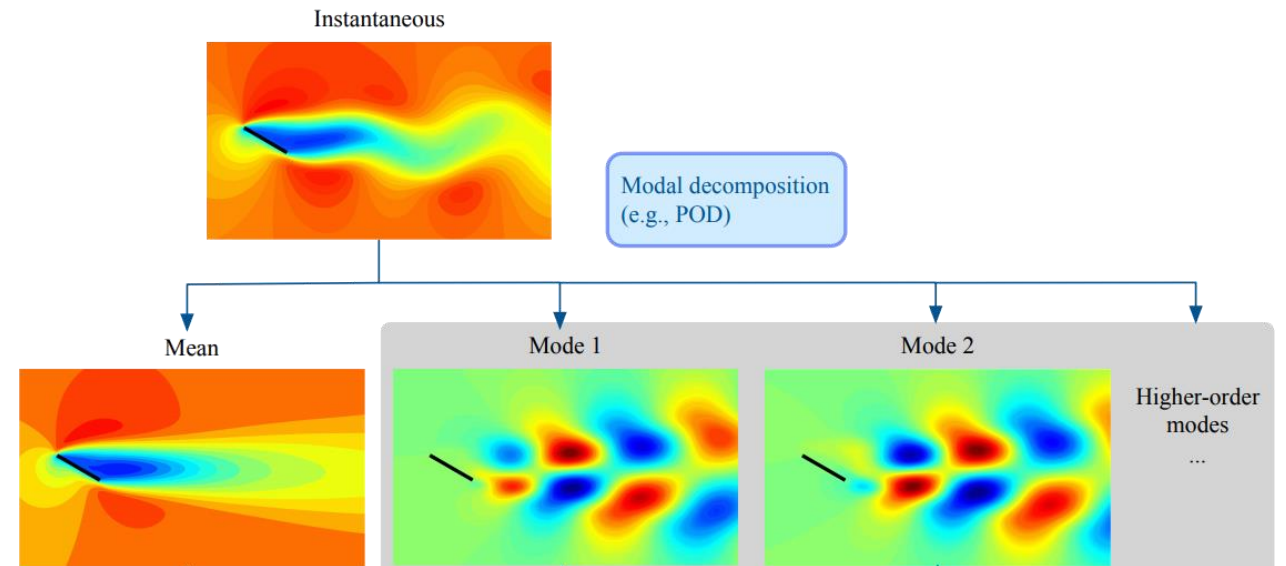 Instantaneous
Modal decomposition
(e.g., POD)
Mean
Mode 1
Mode 2
Higher-order
modes
...